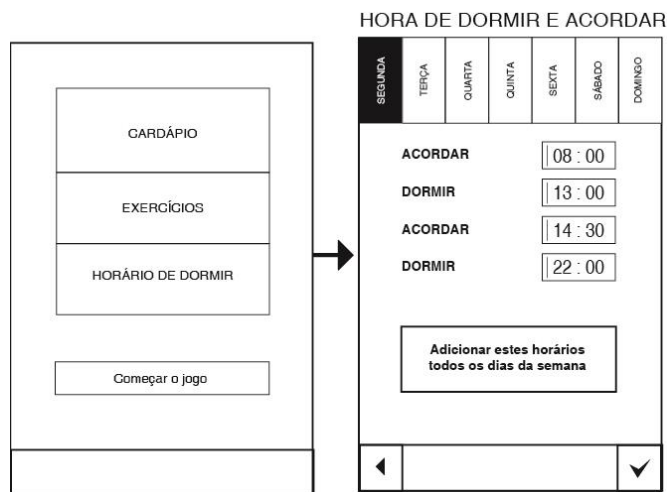 HORA DE DORMIR E ACORDAR
CARDÁPIO
EXERCÍCIOS
HORÁRIO DE DORMIR
Começar o jogo
SEGUNDA
TERÇA
QUARTA
QUINTA
SEXTA
SÁBADO
DOMINGO
ACORDAR 08 : 00
DORMIR 13 : 00
ACORDAR 14 : 30
DORMIR 22 : 00
Adicionar estes horários
todos os dias da semana